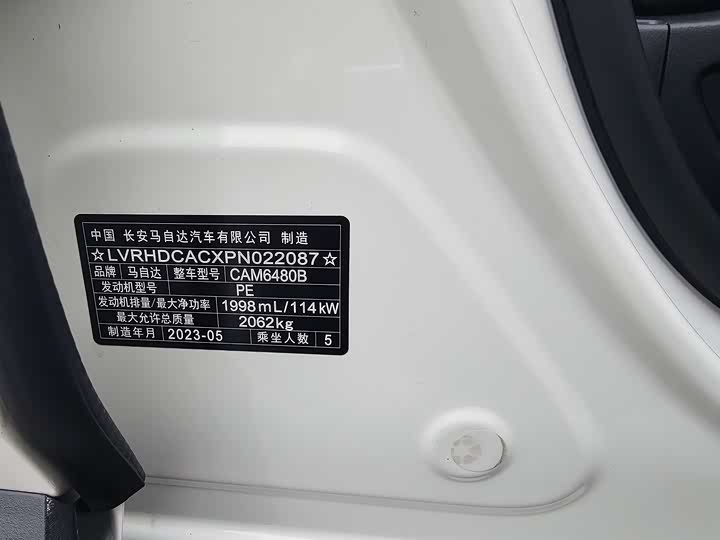 中国 长安马自达汽车有限公司 制造
☆LVRHDCACXPN022087☆
品牌 马自达 整车型号 CAM6480B
发动机型号 PE
发动机排量/最大净功率 1998mL/114kW
最大允许总质量 2062kg
制造年月 2023-05 乘坐人数 5